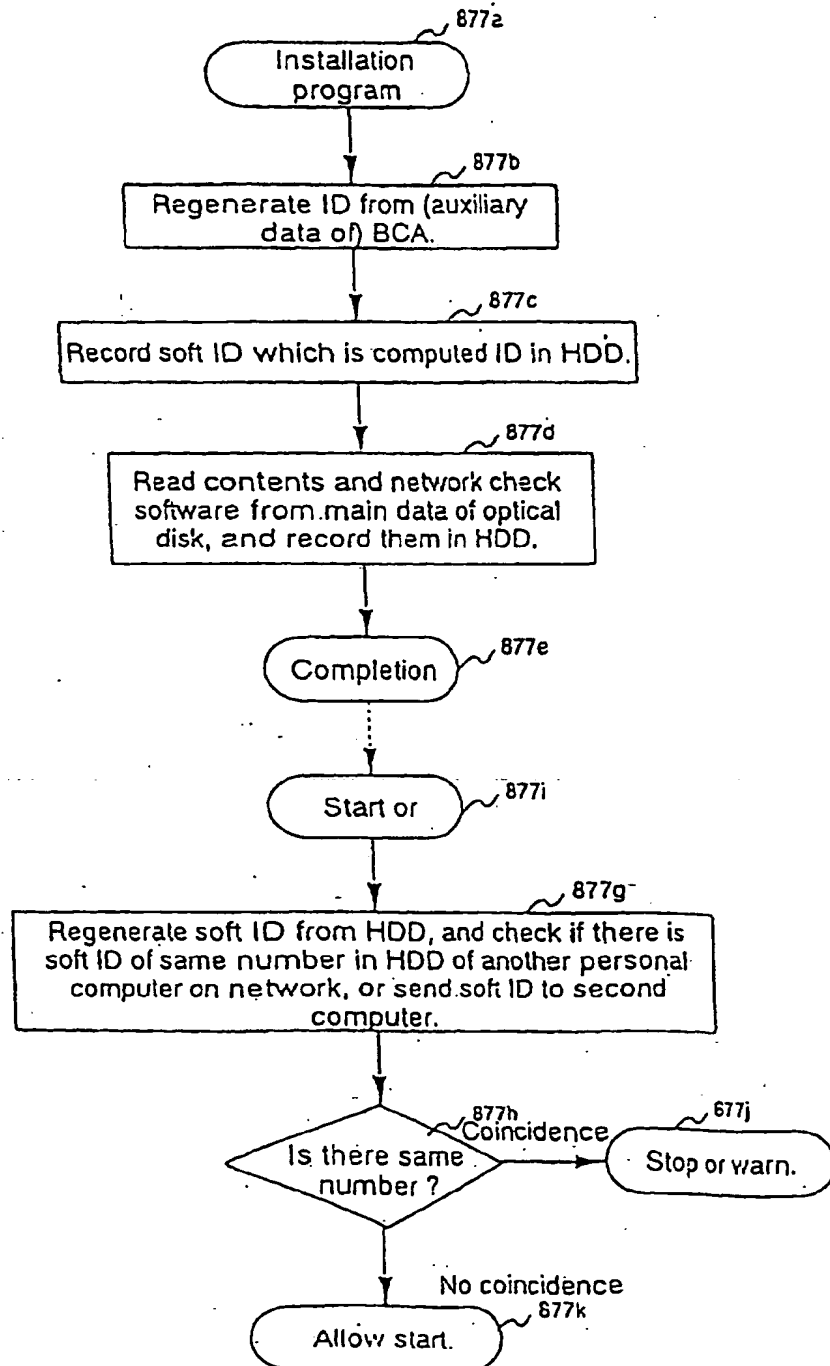 877a
Installation
program
877b
Regenerate ID from (auxiliary
data of) BCA.
877c
Record soft ID which is computed ID in HDD.
877d
Read contents and network check
software from main data of optical
disk, and record them in HDD.
Completion
877e
Start or
877i
877g
Regenerate soft ID from HDD, and check if there is
soft ID of same number in HDD of another personal
computer on network, or send soft ID to second
computer.
877h
Coincidence
Is there same
number ?
677j
Stop or warn.
No coincidence
877k
Allow start.